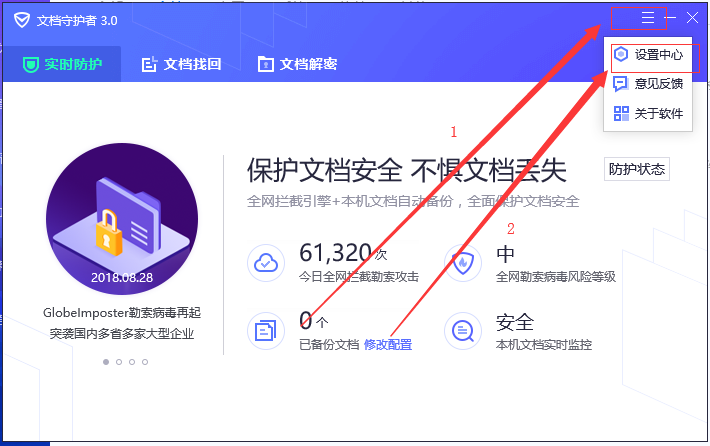 文档守护者 3.0
实时防护
文档找回
文档解密
设置中心
意见反馈
关于软件
1
保护文档安全 不惧文档丢失
防护状态
全网拦截引擎+本机文档自动备份，全面保护文档安全
2
61,320次
今日全网拦截勒索攻击
中
全网勒索病毒风险等级
2018.08.28
GlobeImposter勒索病毒再起
突袭国内多省多家大型企业
0个
已备份文档 修改配置
安全
本机文档实时监控